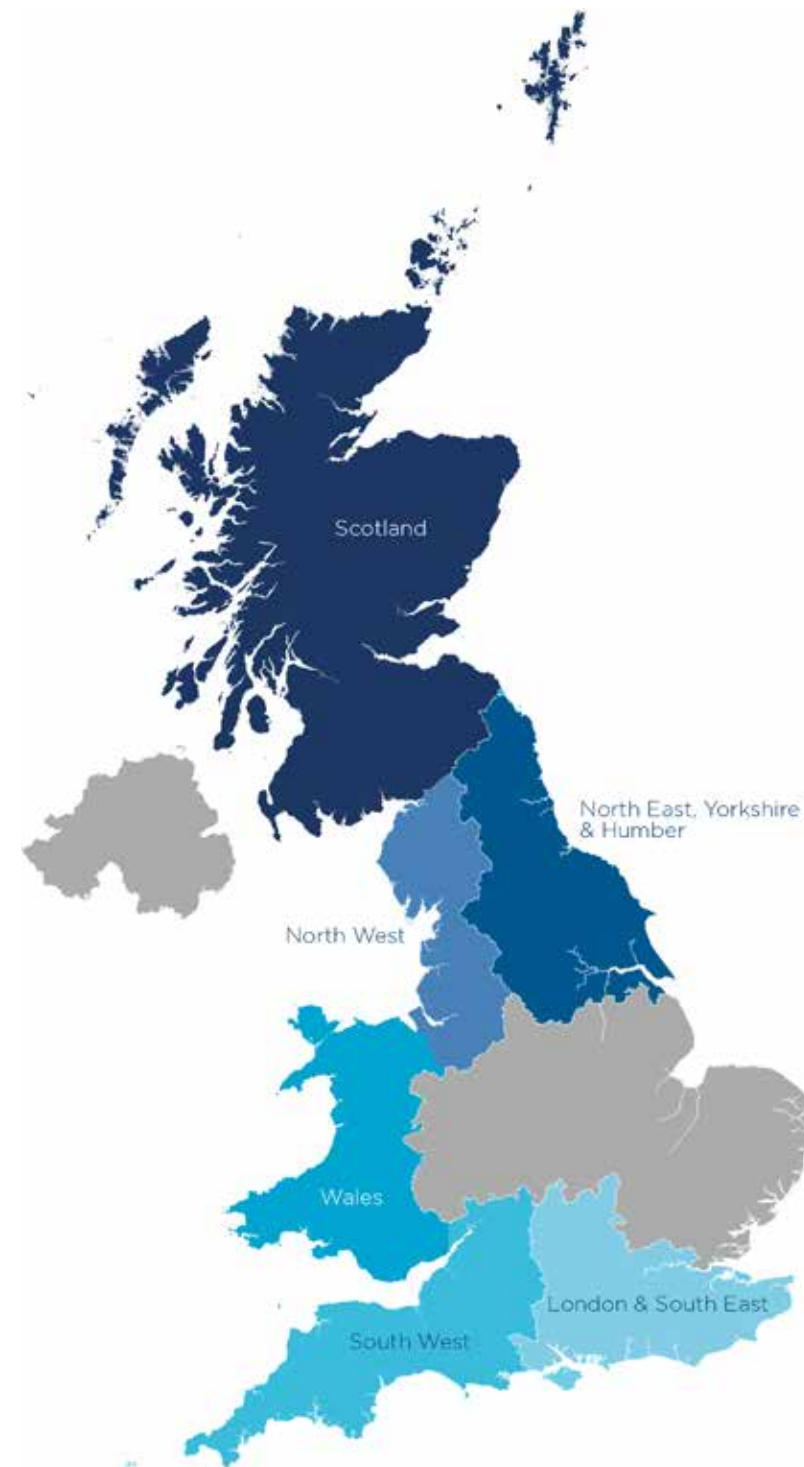 Scotland
North East, Yorkshire
& Humber
North West
Wales
London & South East
South West